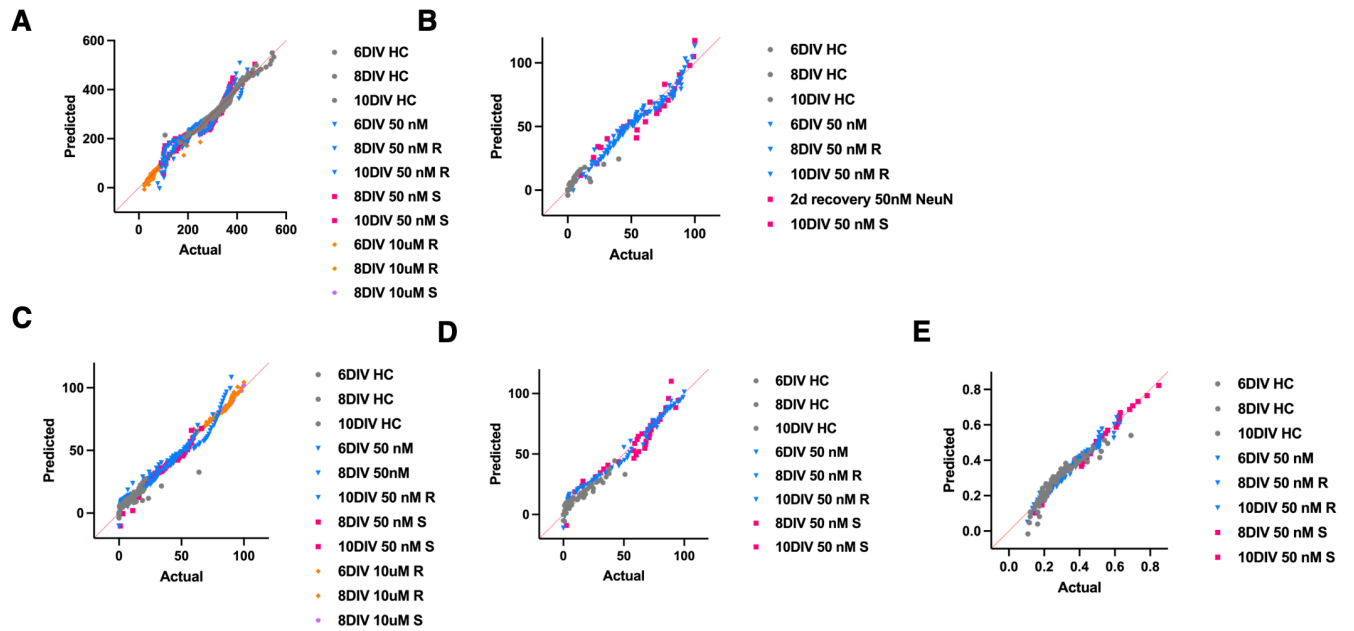 A
600
400
200
0
Predicted
0 200 400 600
Actual
6DIV HC
8DIV HC
10DIV HC
6DIV 50 nM
8DIV 50 nM R
10DIV 50 nM R
8DIV 50 nM S
10DIV 50 nM S
6DIV 10uM R
8DIV 10uM R
8DIV 10uM S
B
100
50
0
Predicted
0 50 100
Actual
6DIV HC
8DIV HC
10DIV HC
6DIV 50 nM
8DIV 50 nM R
10DIV 50 nM R
2d recovery 50nM NeuN
10DIV 50 nM S
C
100
50
0
Predicted
0 50 100
Actual
6DIV HC
8DIV HC
10DIV HC
6DIV 50 nM
8DIV 50nM
10DIV 50 nM R
8DIV 50 nM S
10DIV 50 nM S
6DIV 10uM R
8DIV 10uM R
8DIV 10uM S
D
100
50
0
Predicted
0 50 100
Actual
6DIV HC
8DIV HC
10DIV HC
6DIV 50 nM
8DIV 50 nM R
10DIV 50 nM R
8DIV 50 nM S
10DIV 50 nM S
E
0.8
0.6
0.4
0.2
0.0
Predicted
0.0 0.2 0.4 0.6 0.8
Actual
6DIV HC
8DIV HC
10DIV HC
6DIV 50 nM
8DIV 50 nM R
10DIV 50 nM R
8DIV 50 nM S
10DIV 50 nM S